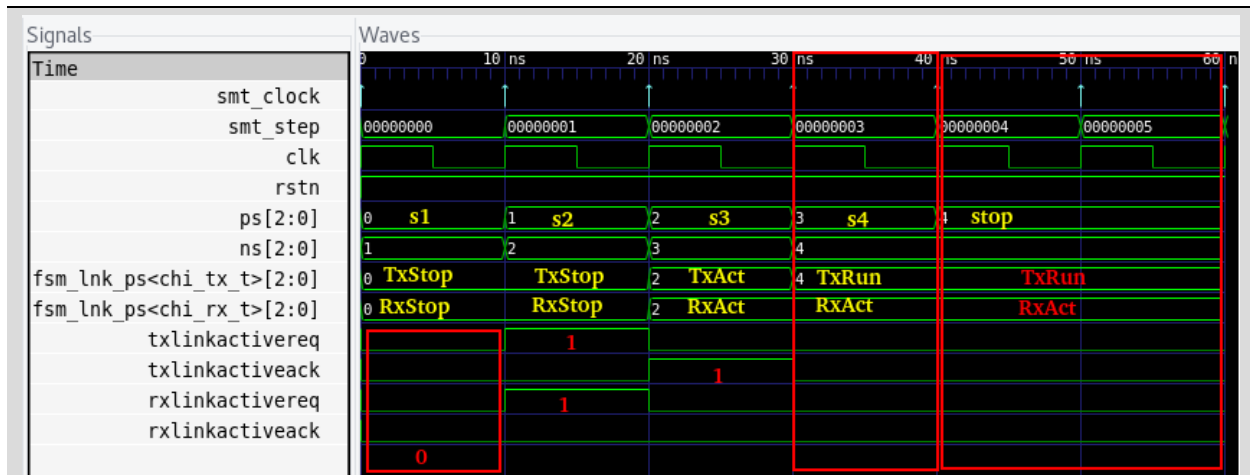 Signals
Waves
Time
0 10 ns 20 ns 30 ns 40 ns 50 ns 60 n
smt_clock
smt_step 00000000 00000001 00000002 00000003 00000004 00000005
clk
rstn
ps[2:0] 0 s1 1 s2 2 s3 3 s4 4 stop
ns[2:0] 1 2 3 4
fsm_lnk_ps<chi_tx_t>[2:0] 0 TxStop TxStop 2 TxAct 4 TxRun TxRun
fsm_lnk_ps<chi_rx_t>[2:0] 0 RxStop RxStop 2 RxAct RxAct RxAct
txlinkactivereq 1
txlinkactiveack 1
rxlinkactivereq 1
rxlinkactiveack
0